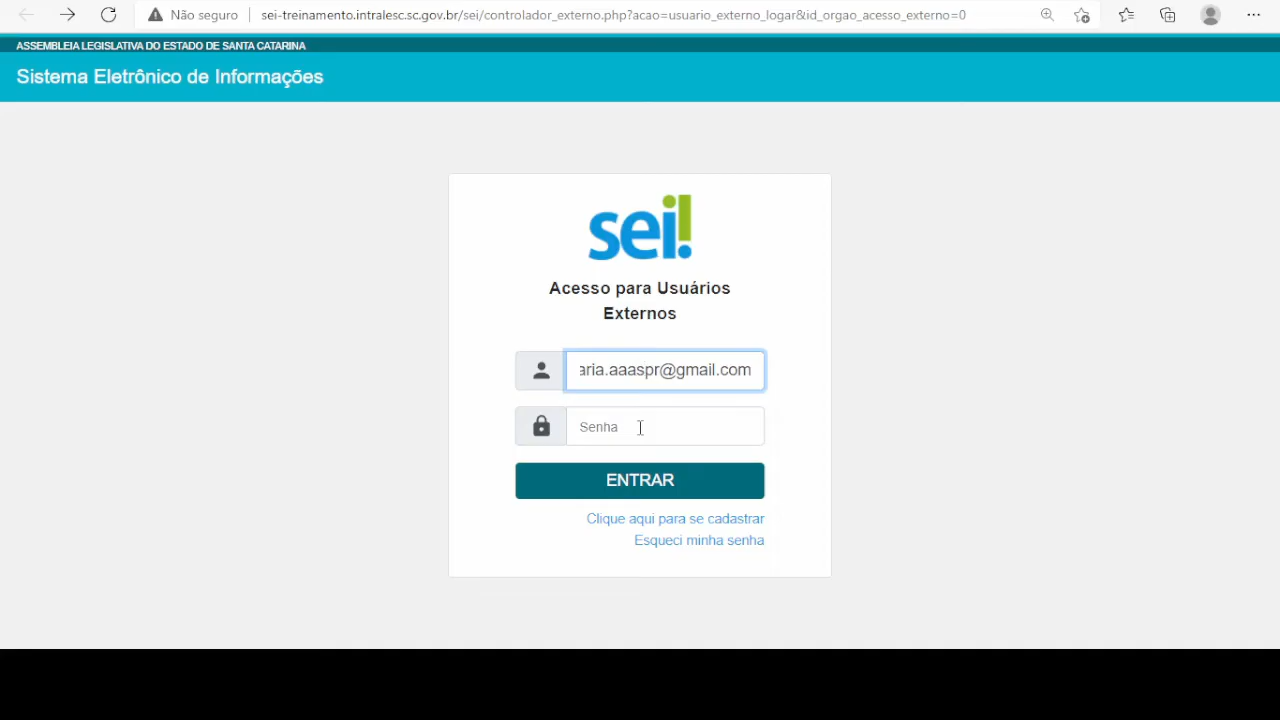 Não seguro
sei-treinamento.intralesc.sc.gov.br/sei/controlador_externo.php?acao=usuario_externo_logar&id_orgao_acesso_externo=0
ASSEMBLEIA LEGISLATIVA DO ESTADO DE SANTA CATARINA
Sistema Eletrônico de Informações
sei!
Acesso para Usuários
Externos
aria.aaaspr@gmail.com
Senha
ENTRAR
Clique aqui para se cadastrar
Esqueci minha senha